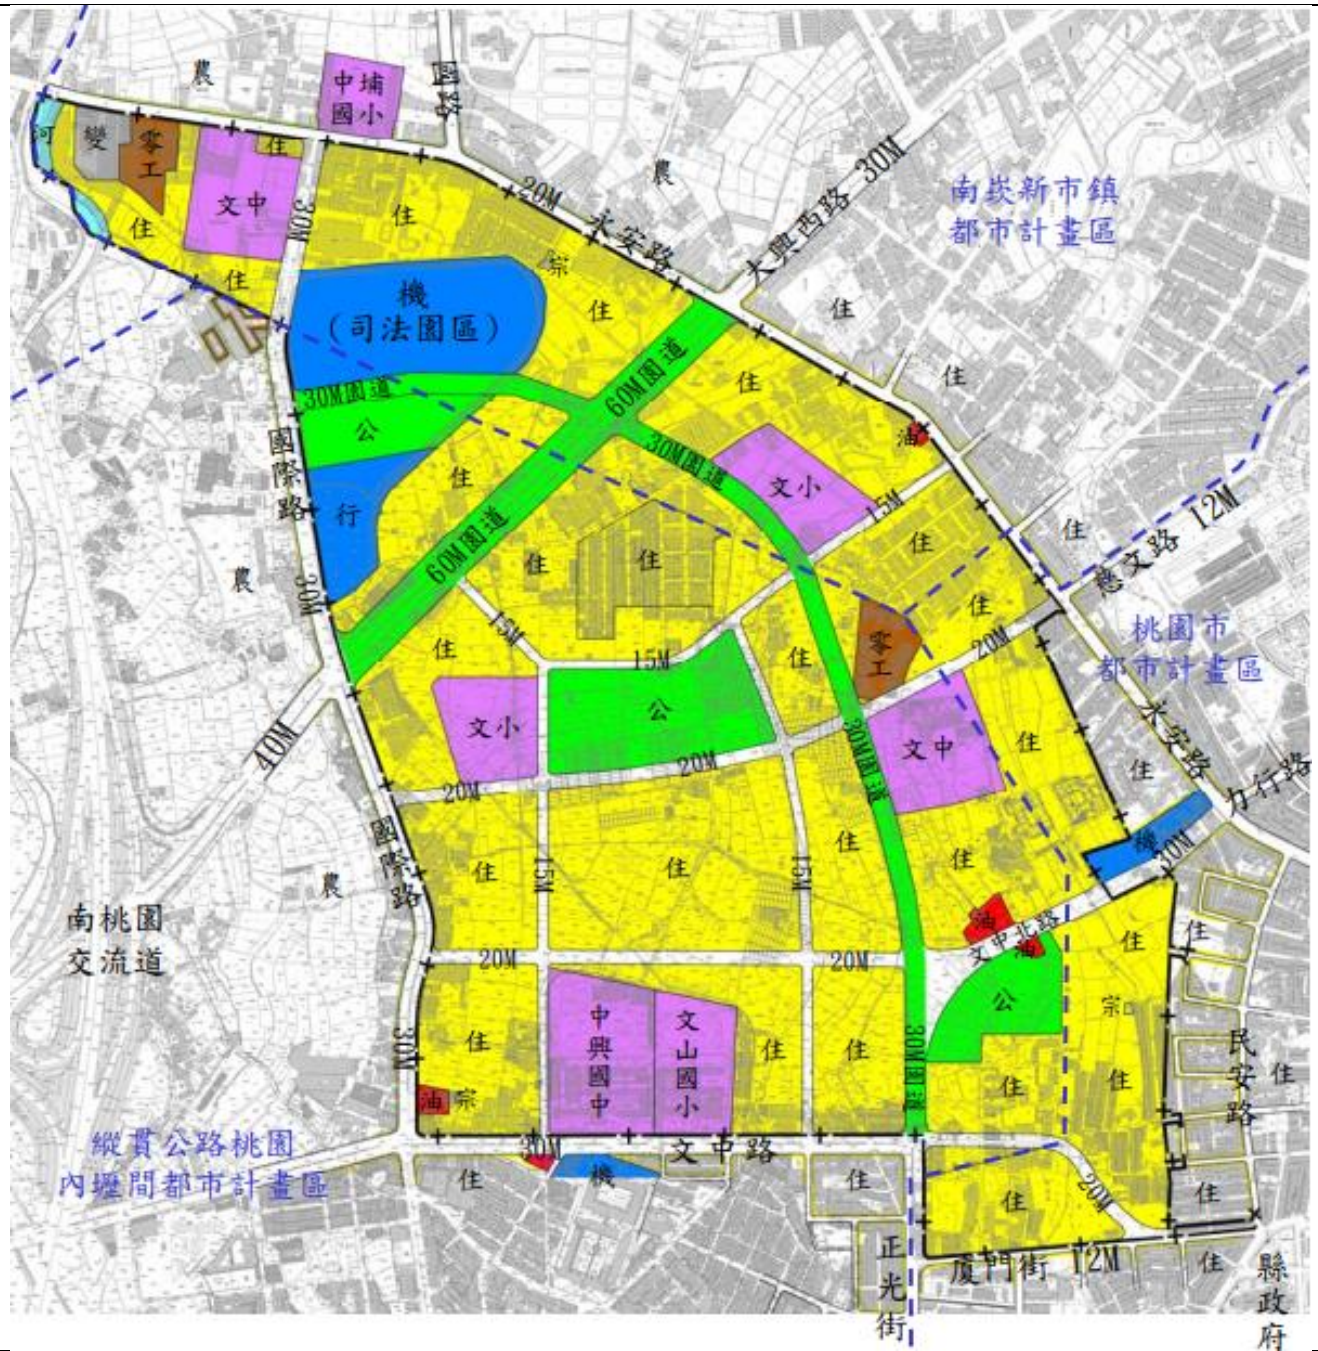 農
中埔
國小
國路
河
變
零工
住
文中
30M
住
住
住
農
20M
永安路
大興西路 30M
南崁新市鎮
都市計畫區
機
(司法園區)
宗
住
住
住
住
30M園道
60M園道
公
國際路
30M園道
油
文小
15M
住
行
60M園道
住
住
住
住
慈文路 12M
農
30M
15M
住
15M
住
零工
住
20M
桃園市
都市計畫區
公
文小
40M
20M
20M
30M園道
文中
住
永安路
住
力行路
機
30M
國際路
農
住
15M
住
15M
住
住
南桃園
交流道
油
文中北路
油
住
住
20M
20M
公
宗
30M
住
中興國中
文山國小
住
住
30M園道
住
住
民安路
住
油
宗
縱貫公路桃園
內壢間都市計畫區
30M
文中路
住
機
住
住
20M
住
正光街
廈門街 12M
住
縣政府